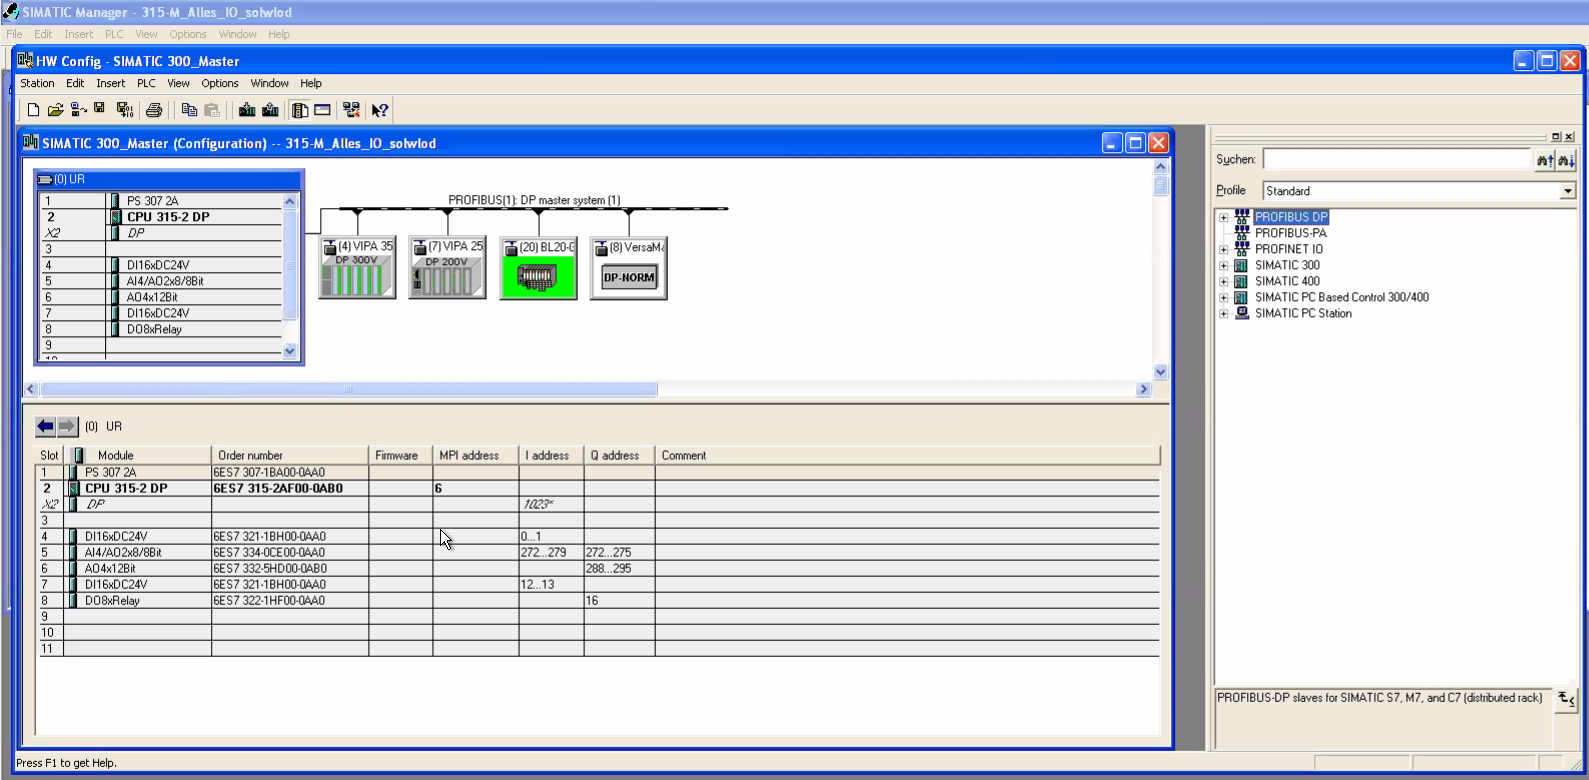 SIMATIC Manager - 315-M_Alles_IO_solwlod
File Edit Insert PLC View Options Window Help
HW Config - SIMATIC 300_Master
Station Edit Insert PLC View Options Window Help
SIMATIC 300_Master (Configuration) -- 315-M_Alles_IO_solwlod
(0) UR
1 PS 307 2A
2 CPU 315-2 DP
X2 DP
3
4 DI16xDC24V
5 AI4/AO2x8/8Bit
6 AO4x12Bit
7 DI16xDC24V
8 DO8xRelay
9
10
PROFIBUS(1): DP master system (1)
(4) VIPA 35
DP 300V
(7) VIPA 25
DP 200V
(20) BL20-G
(8) VersaMa
DP-NORM
(0) UR
Slot Module Order number Firmware MPI address I address Q address Comment
1 PS 307 2A 6ES7 307-1BA00-0AA0
2 CPU 315-2 DP 6ES7 315-2AF00-0AB0 6
X2 DP 1023*
3
4 DI16xDC24V 6ES7 321-1BH00-0AA0 0...1
5 AI4/AO2x8/8Bit 6ES7 334-0CE00-0AA0 272...279 272...275
6 AO4x12Bit 6ES7 332-5HD00-0AB0 288...295
7 DI16xDC24V 6ES7 321-1BH00-0AA0 12...13
8 DO8xRelay 6ES7 322-1HF00-0AA0 16
9
10
11
Suchen:
Profile Standard
PROFIBUS DP
PROFIBUS-PA
PROFINET IO
SIMATIC 300
SIMATIC 400
SIMATIC PC Based Control 300/400
SIMATIC PC Station
PROFIBUS-DP slaves for SIMATIC S7, M7, and C7 (distributed rack)
Press F1 to get Help.